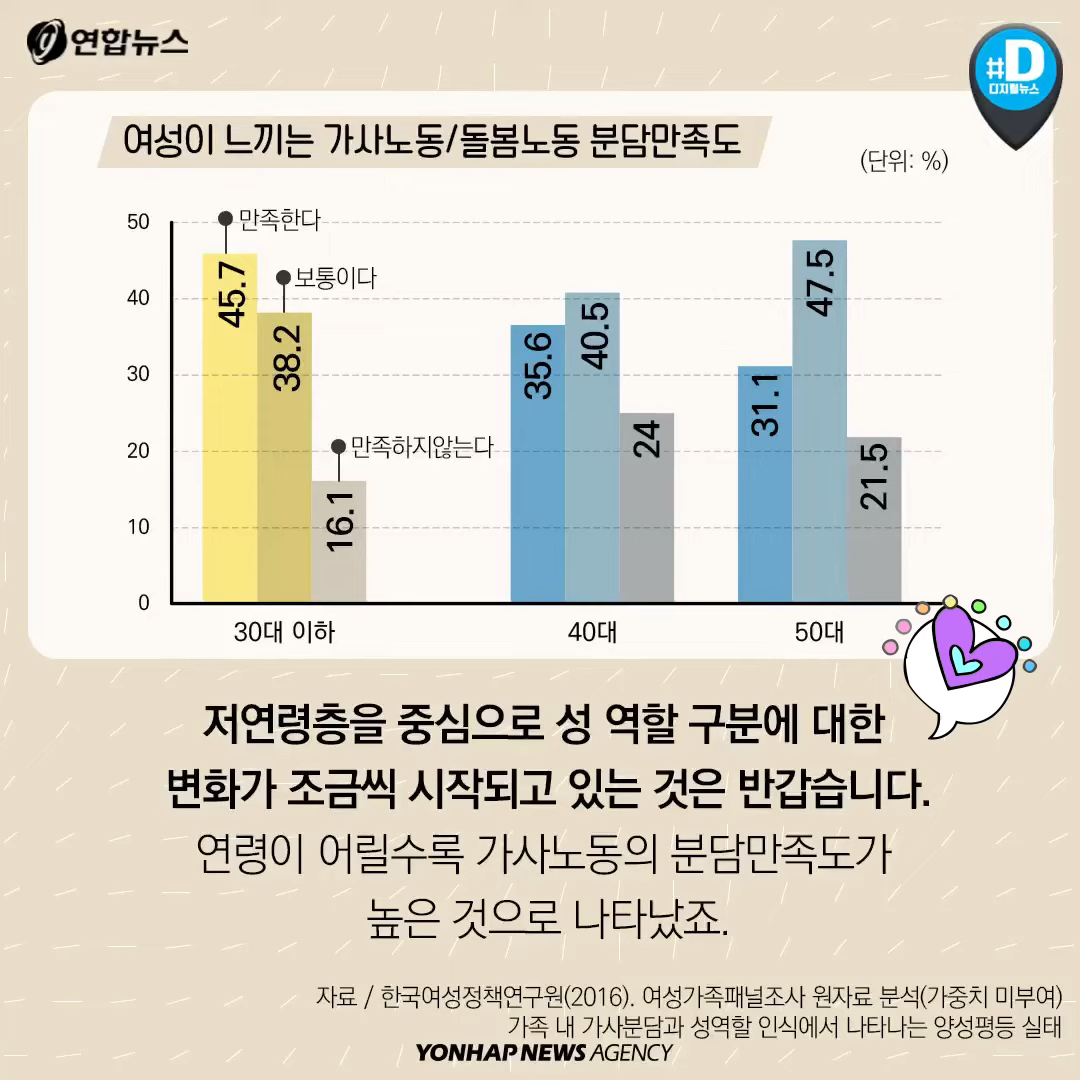 연합뉴스
#D
디지털뉴스
여성이 느끼는 가사노동/돌봄노동 분담만족도
(단위: %)
50
40
30
20
10
0
만족한다
보통이다
만족하지않는다
45.7
38.2
16.1
35.6
40.5
24
31.1
47.5
21.5
30대 이하
40대
50대
저연령층을 중심으로 성 역할 구분에 대한
변화가 조금씩 시작되고 있는 것은 반갑습니다.
연령이 어릴수록 가사노동의 분담만족도가
높은 것으로 나타났죠.
자료 / 한국여성정책연구원(2016). 여성가족패널조사 원자료 분석(가중치 미부여)
가족 내 가사분담과 성역할 인식에서 나타나는 양성평등 실태
YONHAP NEWS AGENCY